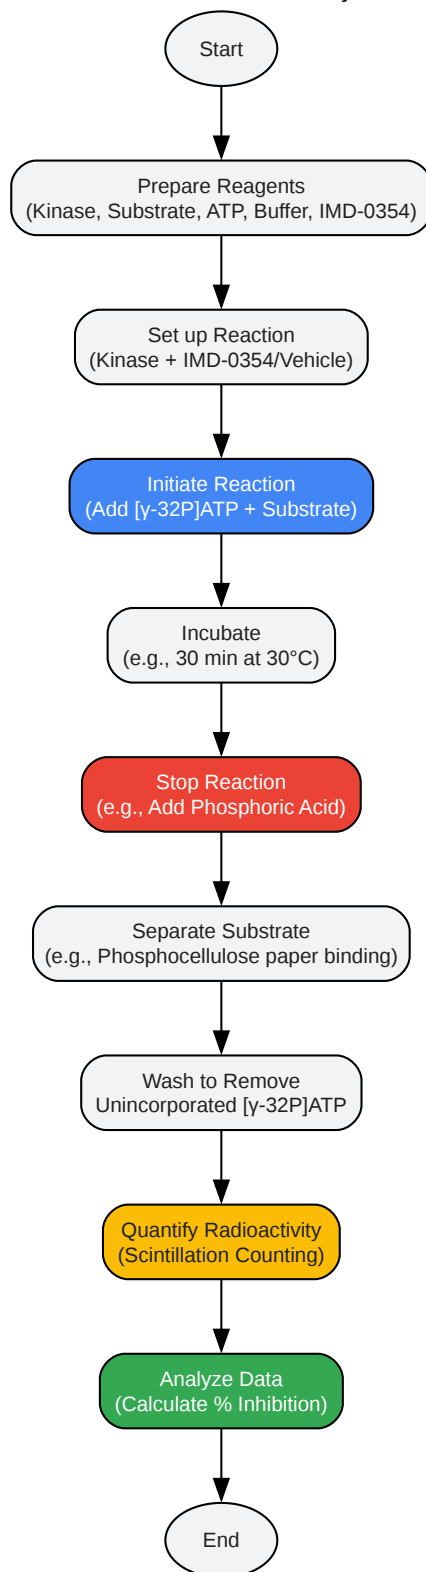 Start
Prepare Reagents
(Kinase, Substrate, ATP, Buffer, IMD-0354)
Set up Reaction
(Kinase + IMD-0354/Vehicle)
Initiate Reaction
(Add [γ-32P]ATP + Substrate)
Incubate
(e.g., 30 min at 30°C)
Stop Reaction
(e.g., Add Phosphoric Acid)
Separate Substrate
(e.g., Phosphocellulose paper binding)
Wash to Remove
Unincorporated [γ-32P]ATP
Quantify Radioactivity
(Scintillation Counting)
Analyze Data
(Calculate % Inhibition)
End